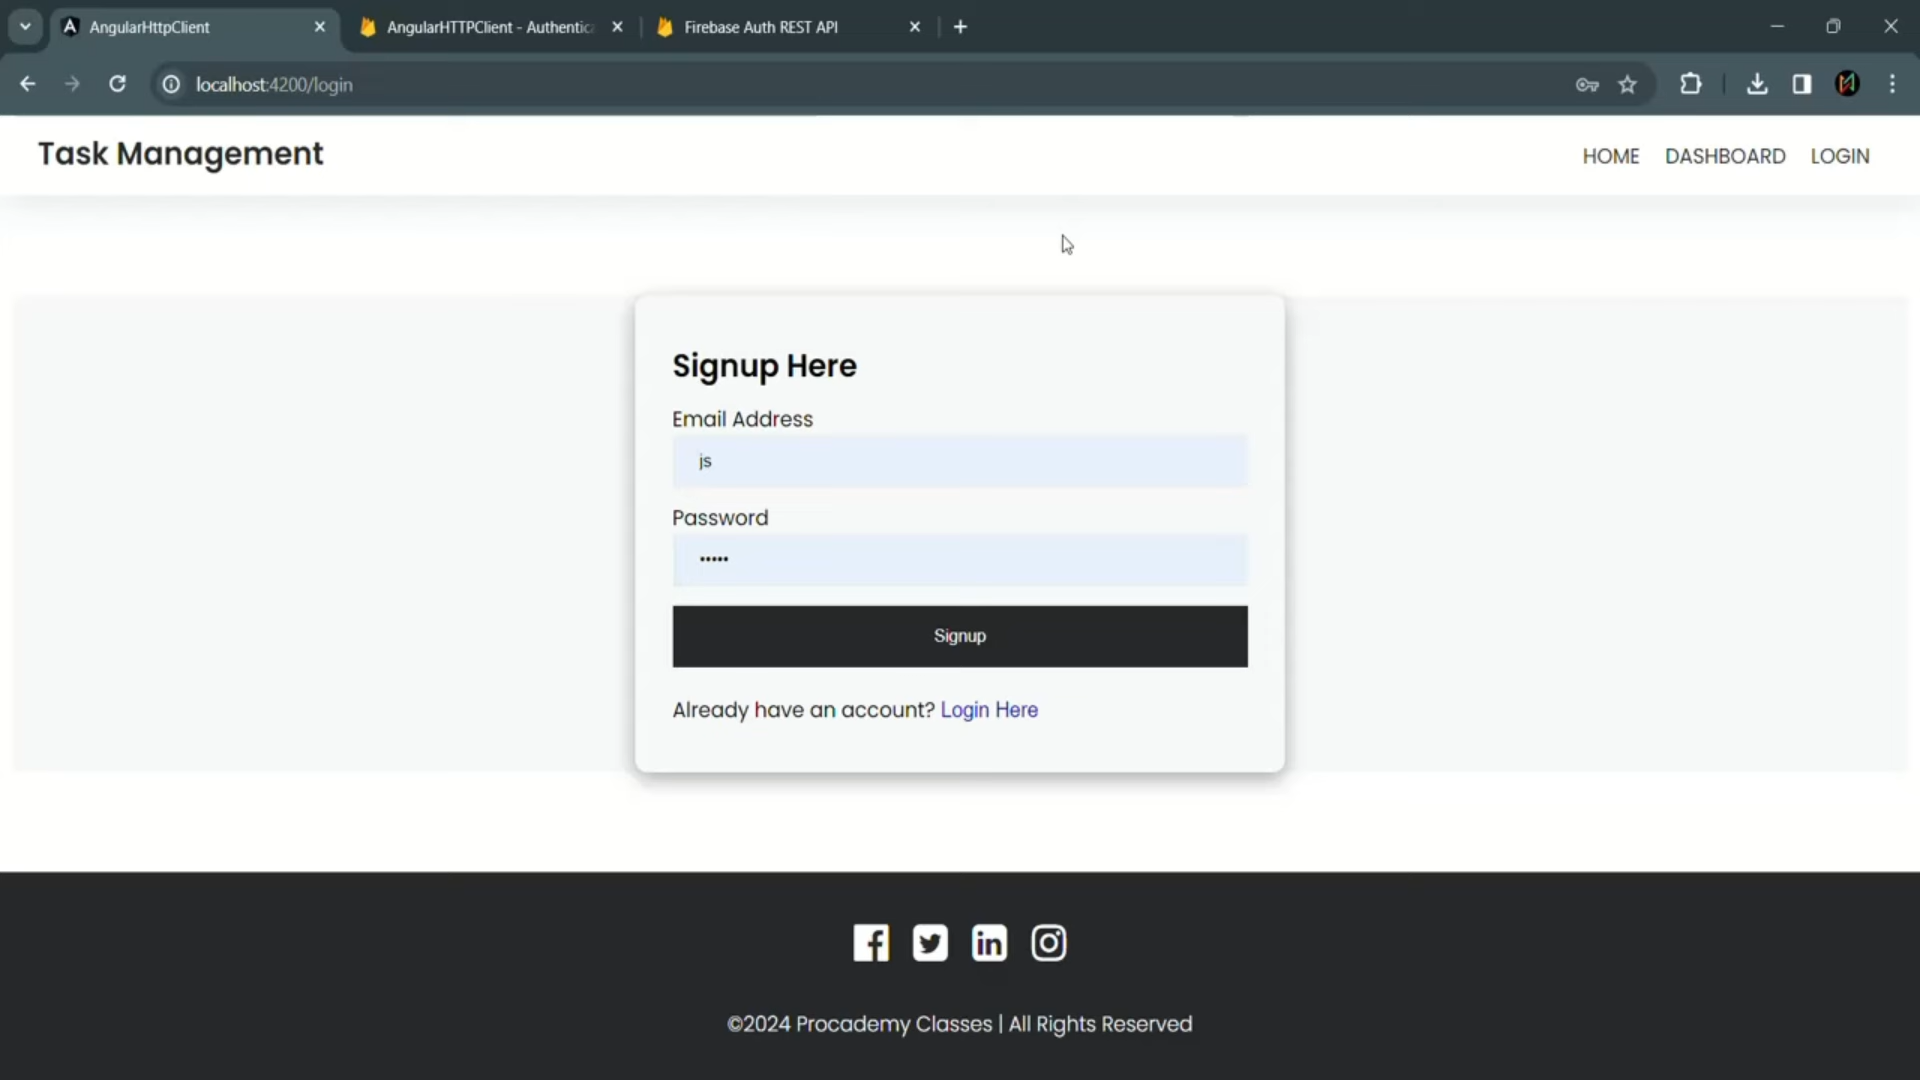 AngularHttpClient
AngularHTTPClient - Authentic
Firebase Auth REST API
localhost:4200/login
Task Management
HOME DASHBOARD LOGIN
Signup Here
Email Address
js
Password
•••••
Signup
Already have an account? Login Here
©2024 Procademy Classes | All Rights Reserved